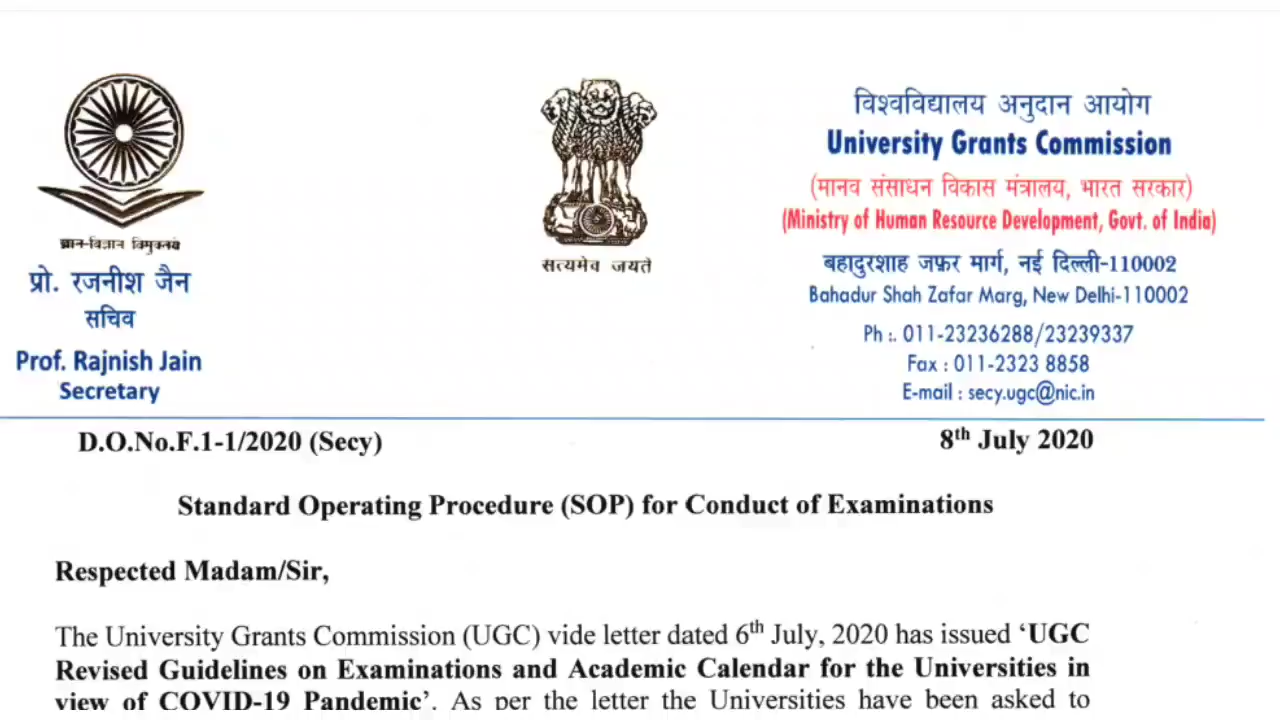 ज्ञान-विज्ञान विमुक्तये
प्रो. रजनीश जैन
सचिव
Prof. Rajnish Jain
Secretary
सत्यमेव जयते
विश्वविद्यालय अनुदान आयोग
University Grants Commission
(मानव संसाधन विकास मंत्रालय, भारत सरकार)
(Ministry of Human Resource Development, Govt. of India)
बहादुरशाह जफ़र मार्ग, नई दिल्ली-110002
Bahadur Shah Zafar Marg, New Delhi-110002
Ph :. 011-23236288/23239337
Fax : 011-2323 8858
E-mail : secy.ugc@nic.in
D.O.No.F.1-1/2020 (Secy)
8th July 2020
Standard Operating Procedure (SOP) for Conduct of Examinations
Respected Madam/Sir,
The University Grants Commission (UGC) vide letter dated 6th July, 2020 has issued ‘UGC
Revised Guidelines on Examinations and Academic Calendar for the Universities in
view of COVID-19 Pandemic’. As per the letter the Universities have been asked to